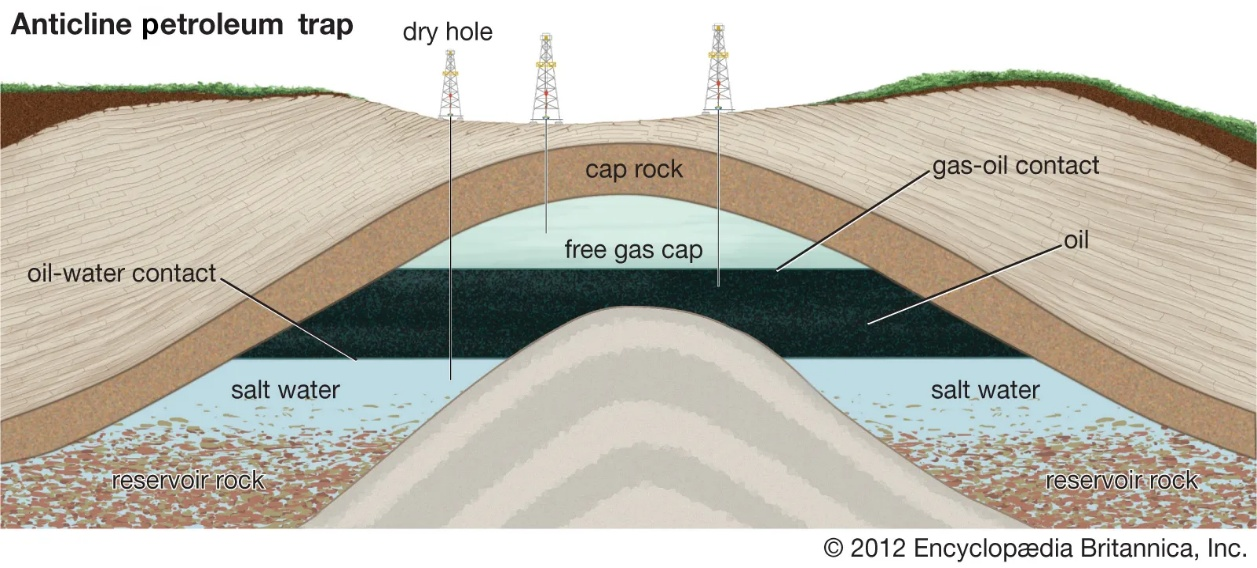 Anticline petroleum trap
dry hole
cap rock
gas-oil contact
free gas cap
oil
oil-water contact
salt water
salt water
reservoir rock
reservoir rock
© 2012 Encyclopædia Britannica, Inc.